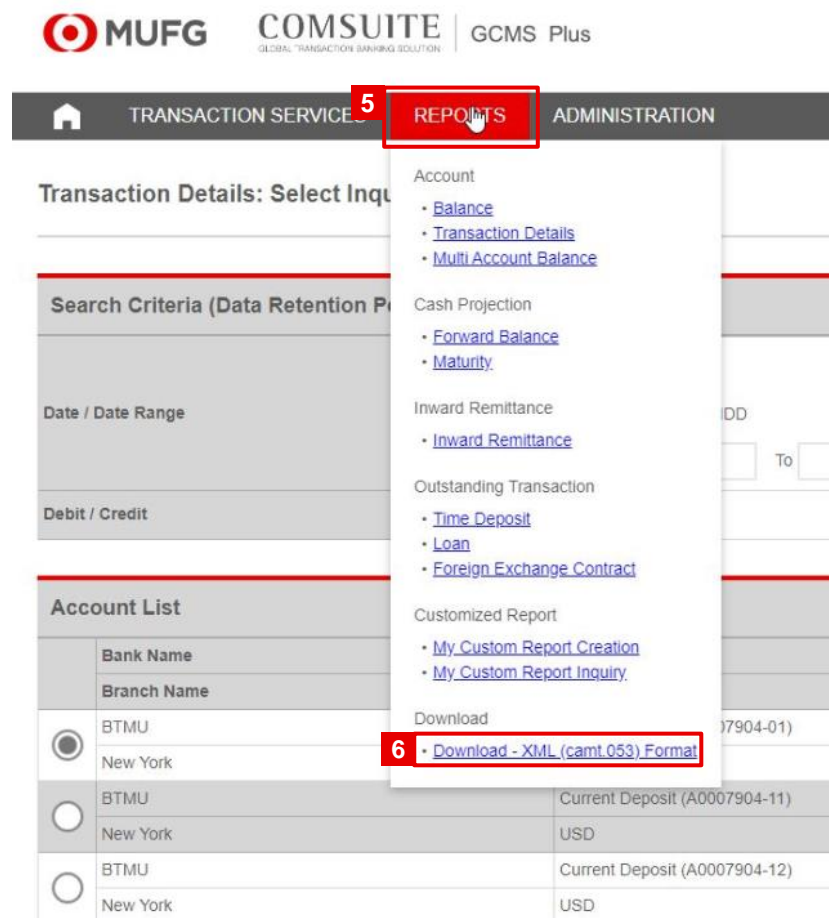 MUFG COMSUITE GCMS Plus
GLOBAL TRANSACTION BANKING SOLUTION
TRANSACTION SERVICES 5 REPORTS ADMINISTRATION
Transaction Details: Select Inqu
Account
• Balance
• Transaction Details
• Multi Account Balance
Search Criteria (Data Retention Pe
Cash Projection
• Forward Balance
• Maturity
Date / Date Range
DD
To
Inward Remittance
• Inward Remittance
Outstanding Transaction
• Time Deposit
• Loan
• Foreign Exchange Contract
Debit / Credit
Account List
Customized Report
• My Custom Report Creation
• My Custom Report Inquiry
Bank Name
Branch Name
Download
6 • Download - XML (camt.053) Format
BTMU 07904-01)
New York
BTMU Current Deposit (A0007904-11)
New York USD
BTMU Current Deposit (A0007904-12)
New York USD